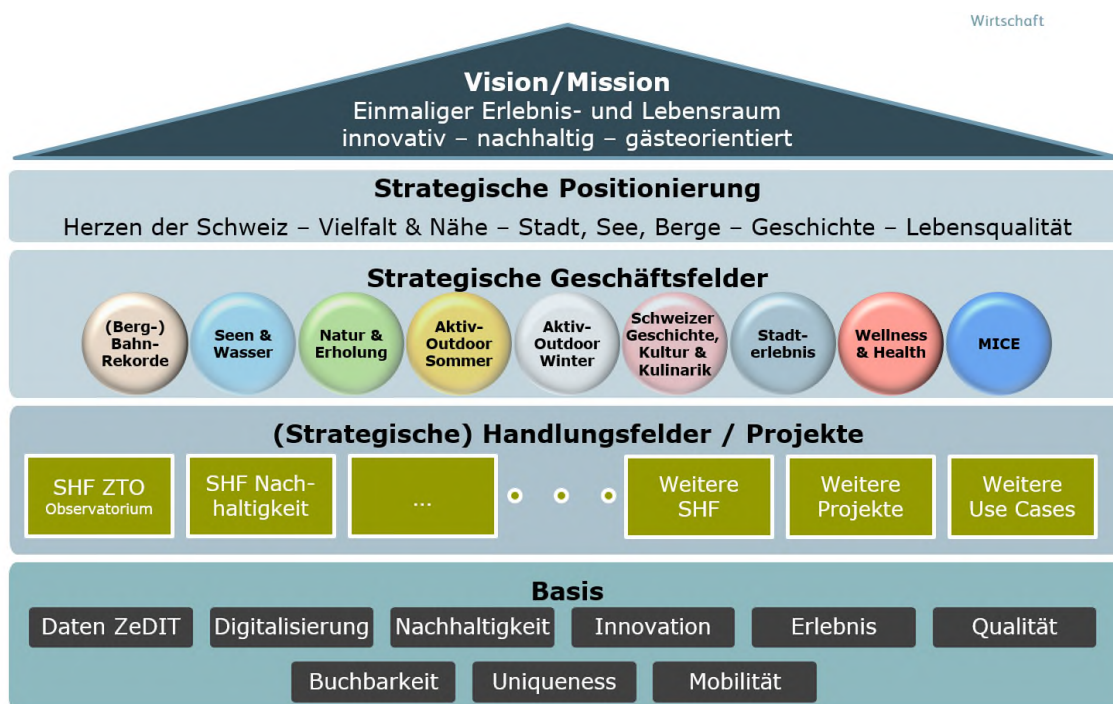 Wirtschaft
Vision/Mission
Einmaliger Erlebnis- und Lebensraum
innovativ – nachhaltig – gästeorientiert
Strategische Positionierung
Herzen der Schweiz – Vielfalt & Nähe – Stadt, See, Berge – Geschichte – Lebensqualität
Strategische Geschäftsfelder
(Berg-)
Bahn-
Rekorde
Seen &
Wasser
Natur &
Erholung
Aktiv-
Outdoor
Sommer
Aktiv-
Outdoor
Winter
Schweizer
Geschichte,
Kultur &
Kulinarik
Stadt-
erlebnis
Wellness
& Health
MICE
(Strategische) Handlungsfelder / Projekte
SHF ZTO
Observatorium
SHF Nach-
haltigkeit
...
Weitere
SHF
Weitere
Projekte
Weitere
Use Cases
Basis
Daten ZeDIT
Digitalisierung
Nachhaltigkeit
Innovation
Erlebnis
Qualität
Buchbarkeit
Uniqueness
Mobilität